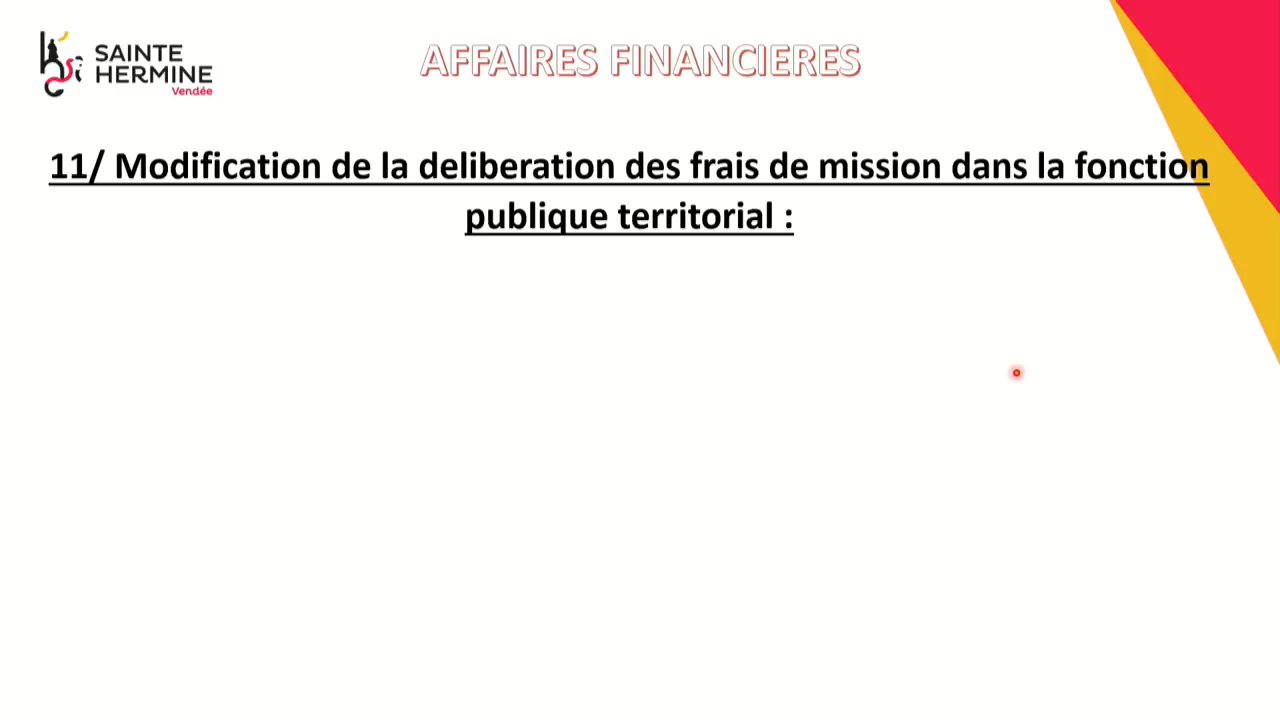 SAINTE
HERMINE
Vendée
AFFAIRES FINANCIERES
11/ Modification de la deliberation des frais de mission dans la fonction
publique territorial :